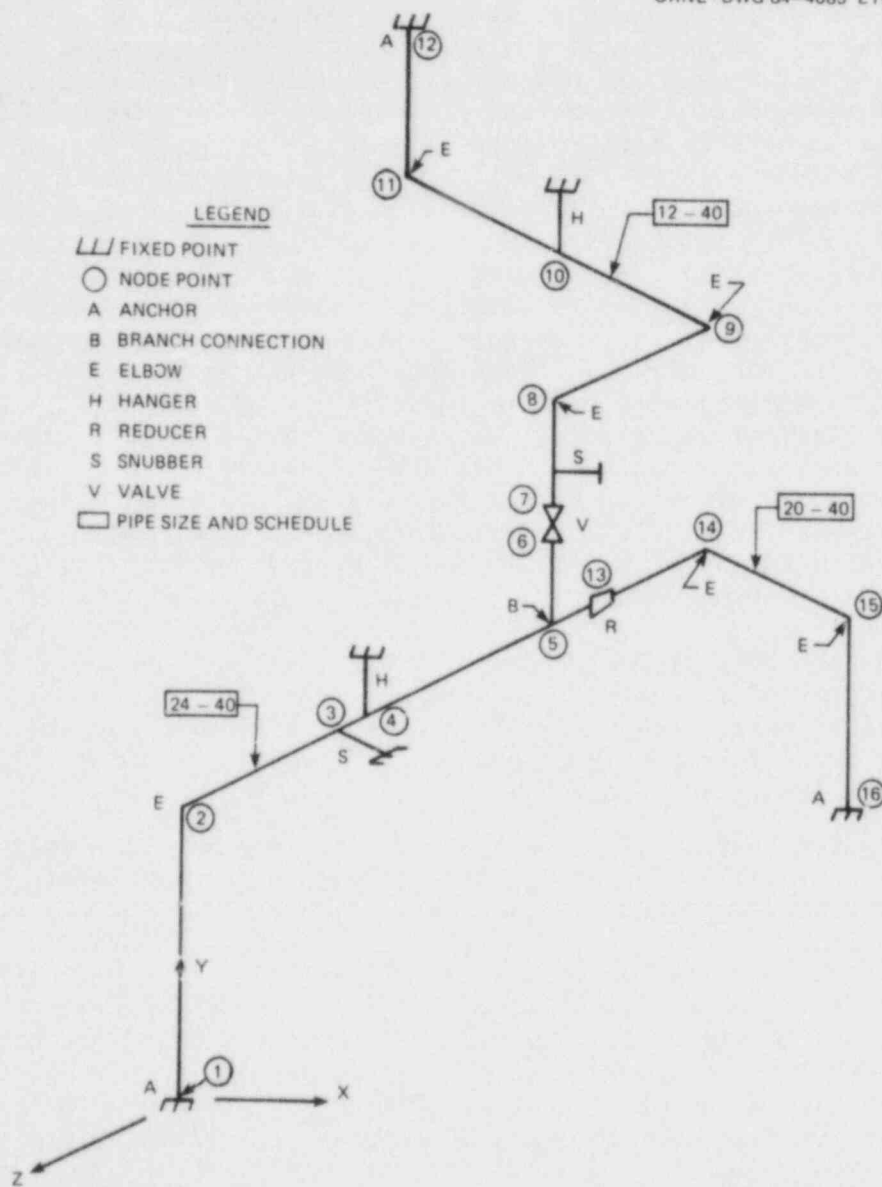 A 12
E
11
LEGEND
FIXED POINT
NODE POINT
A ANCHOR
B BRANCH CONNECTION
E ELBOW
H HANGER
R REDUCER
S SNUBBER
V VALVE
PIPE SIZE AND SCHEDULE
H
12 – 40
10
E
9
8
E
S
7
V
6
20 – 40
14
13
E
B
R
5
15
E
H
24 – 40
3
4
S
E
2
A
16
Y
A
1
X
Z